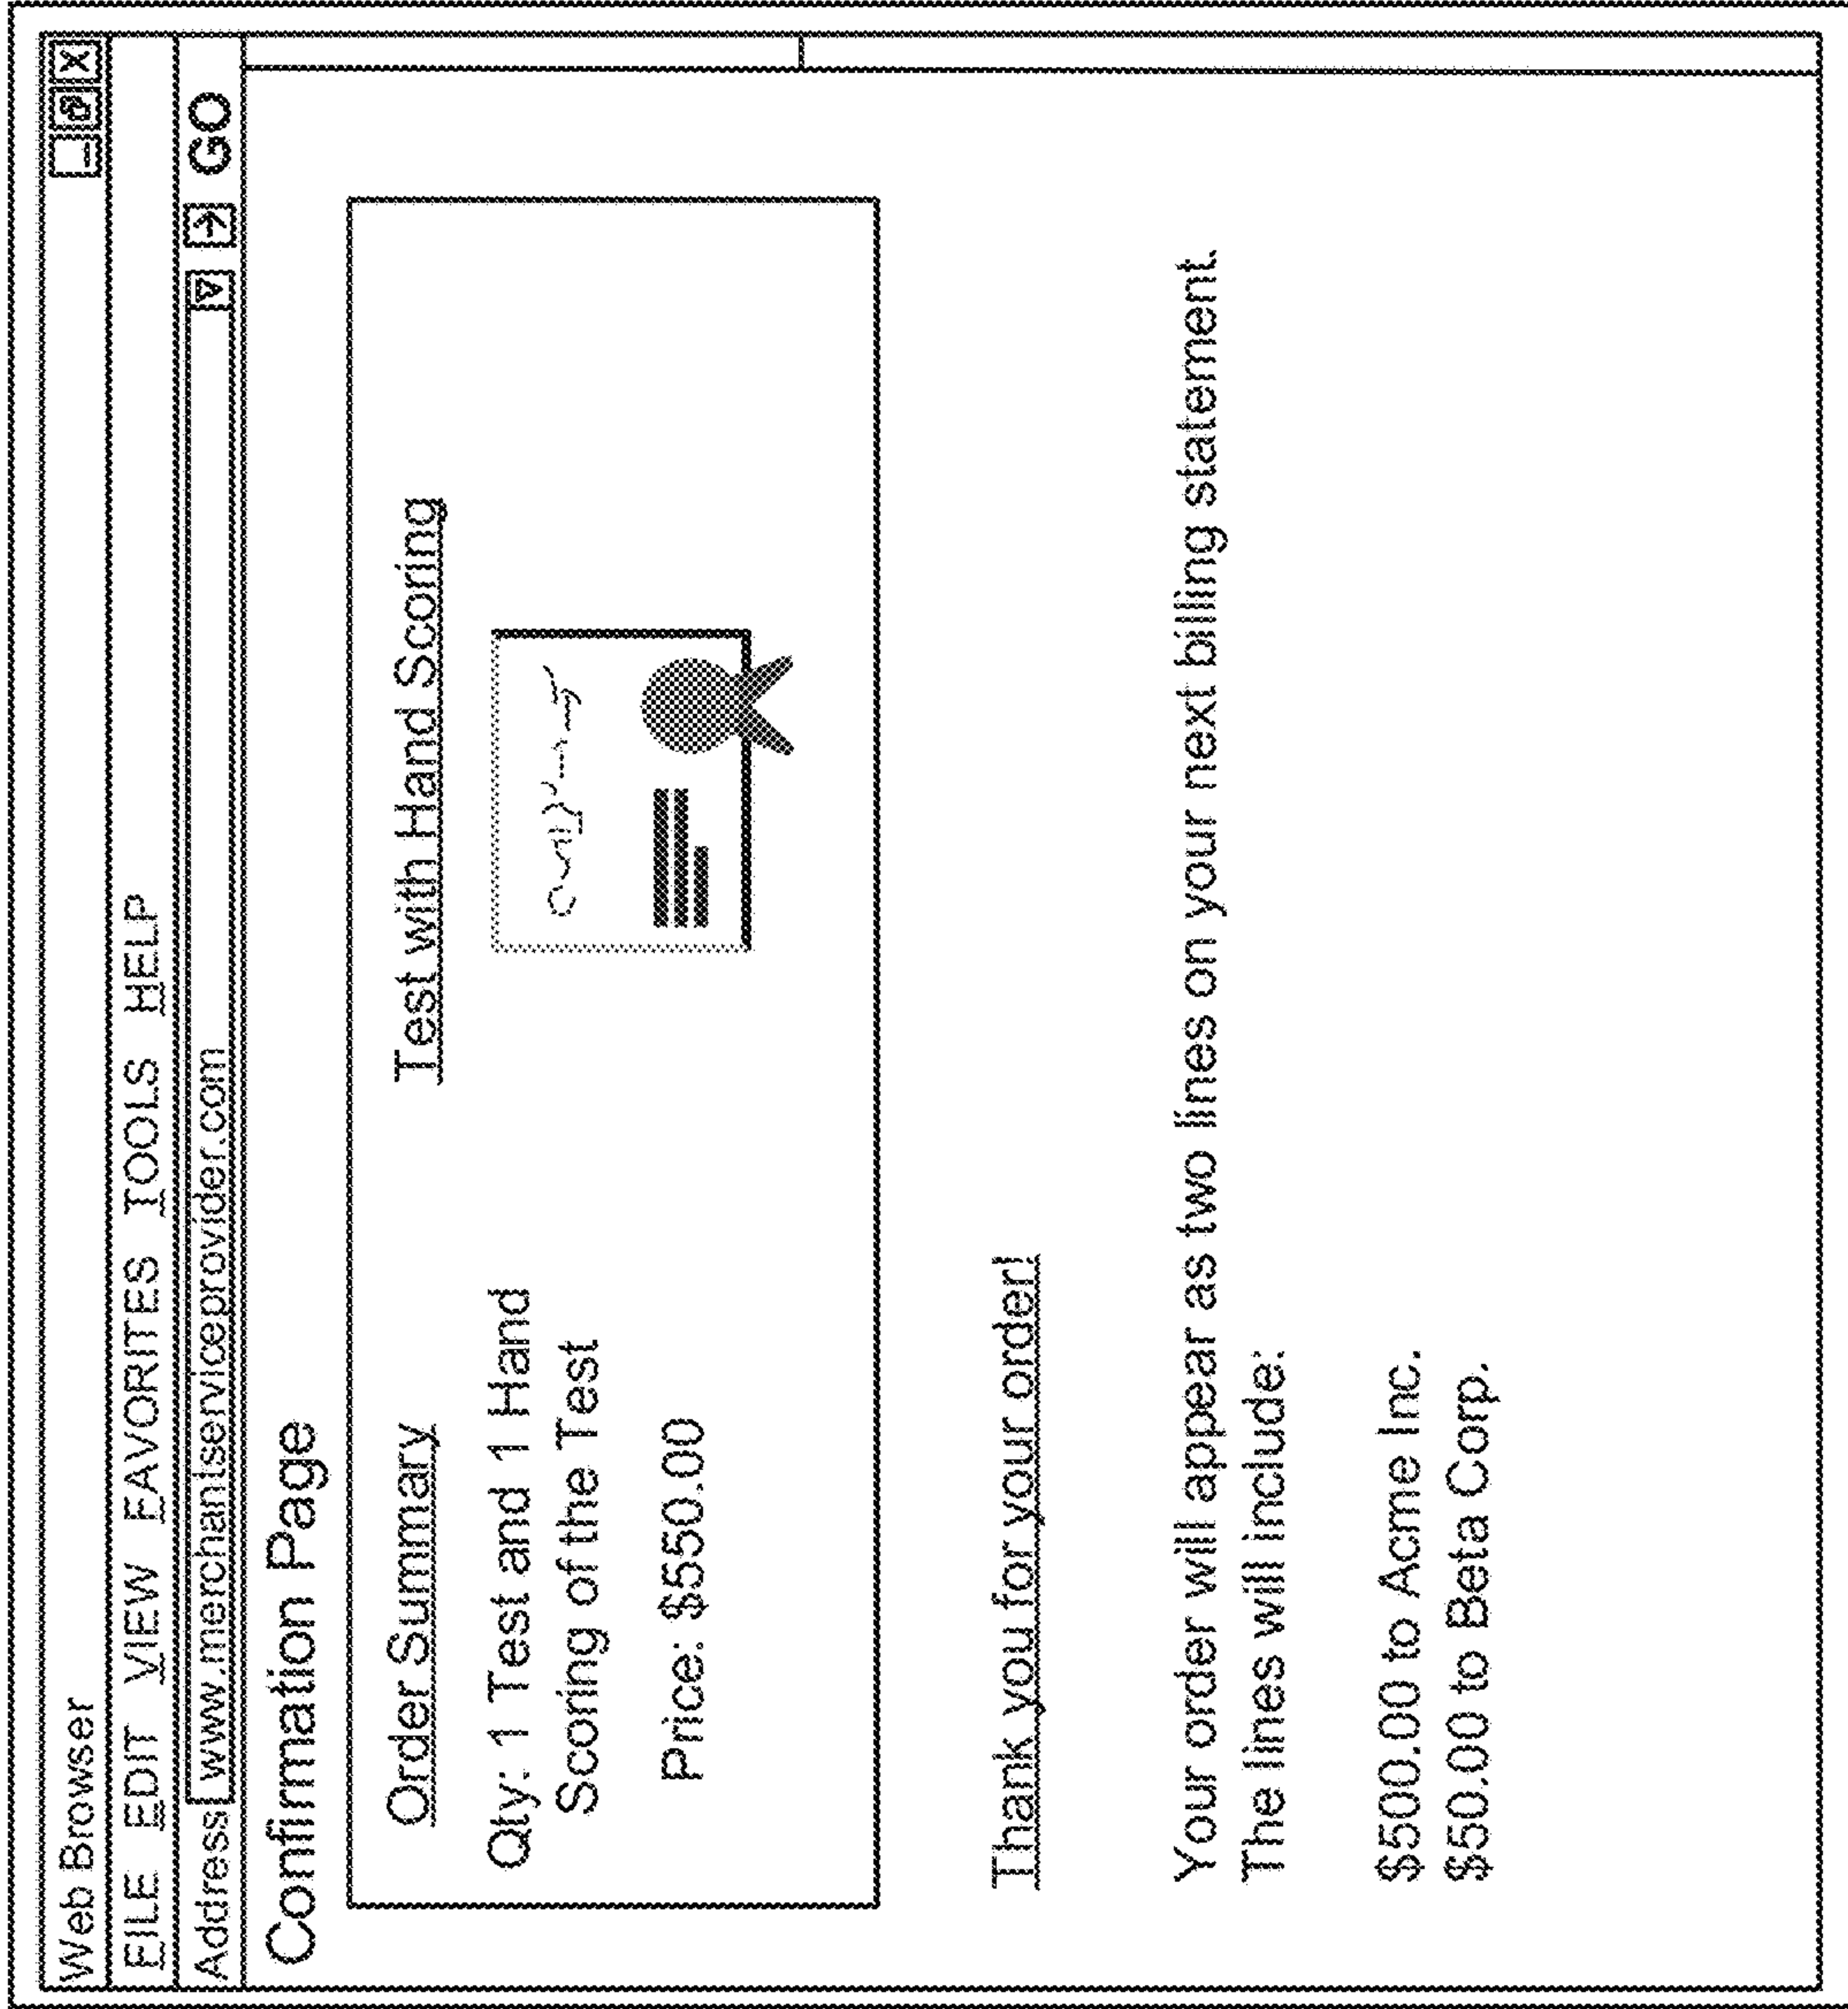 Web Browser
FILE EDIT VIEW FAVORITES TOOLS HELP
Address www.merchantserviceprovider.com GO
Confirmation Page
Order Summary
Qty: 1 Test and 1 Hand
Scoring of the Test
Price: $550.00
Test with Hand Scoring
Thank you for your order!
Your order will appear as two lines on your next billing statement.
The lines will include:
$500.00 to Acme Inc.
$50.00 to Beta Corp.